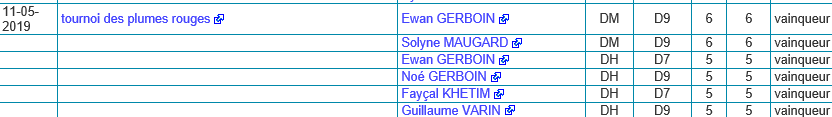 11-05-2019 tournoi des plumes rouges Ewan GERBOIN DM D9 6 6 vainqueur
Solyne MAUGARD DM D9 6 6 vainqueur
Ewan GERBOIN DH D7 5 5 vainqueur
Noé GERBOIN DH D9 5 5 vainqueur
Fayçal KHETIM DH D7 5 5 vainqueur
Guillaume VARIN DH D9 5 5 vainqueur